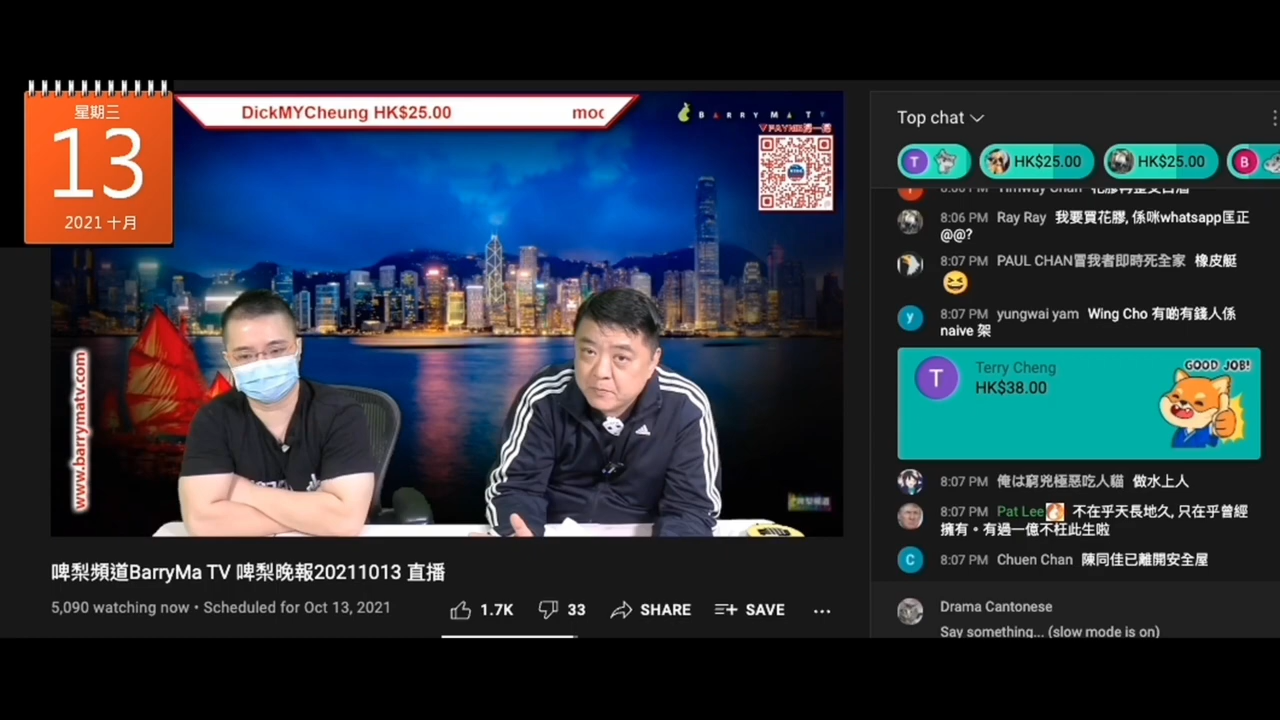 星期三
13
2021 十月
DickMYCheung HK$25.00
moc
BARRY MA TV
www.barrymatv.com
啤梨頻道BarryMa TV 啤梨晚報20211013 直播
5,090 watching now • Scheduled for Oct 13, 2021
1.7K
33
SHARE
SAVE
Top chat
T
HK$25.00
HK$25.00
B
8:06 PM Ray Ray 我要買花膠, 係咪whatsapp匡正
@@?
8:07 PM PAUL CHAN冒我者即時死全家 橡皮艇
8:07 PM yungwai yam Wing Cho 有啲有錢人係
naive 架
T
Terry Cheng
HK$38.00
GOOD JOB!
8:07 PM 俺は窮兇極惡吃人貓 做水上人
8:07 PM Pat Lee 不在乎天長地久, 只在乎曾經
擁有。有過一億不枉此生啦
C
8:07 PM Chuen Chan 陳同佳已離開安全屋
Drama Cantonese
Say something... (slow mode is on)